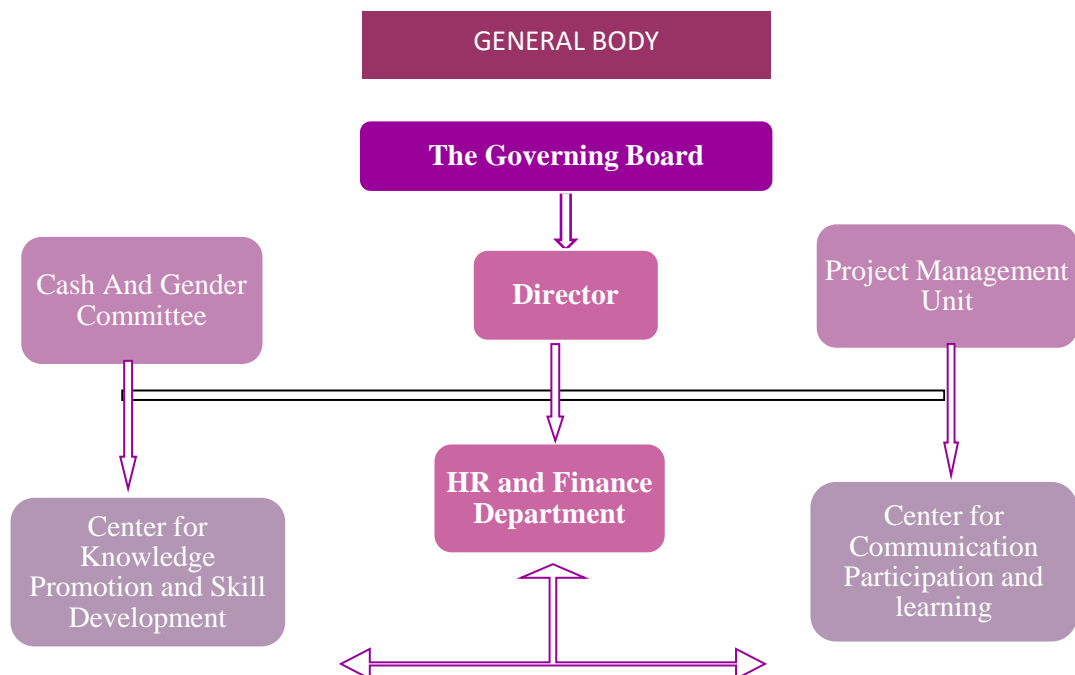 GENERAL BODY
The Governing Board
Cash And Gender
Committee
Director
Project Management
Unit
HR and Finance
Department
Center for
Knowledge
Promotion and Skill
Development
Center for
Communication
Participation and
learning